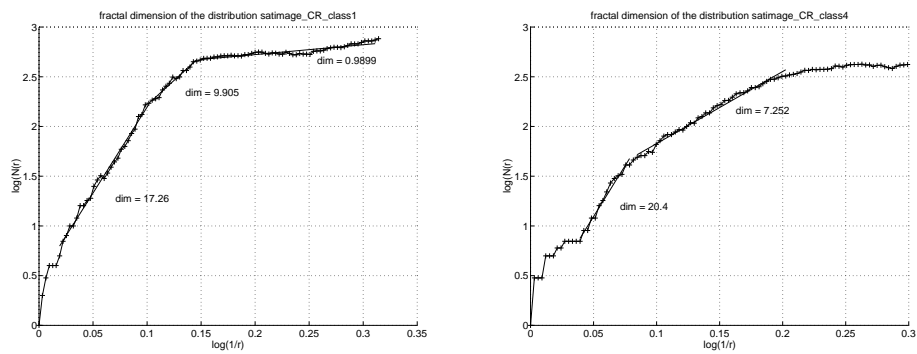 fractal dimension of the distribution satimage_CR_class1
3
2.5
2
1.5
1
0.5
0
log(N(r)
dim = 0.9899
dim = 9.905
dim = 17.26
0
0.05
0.1
0.15
0.2
0.25
0.3
0.35
log(1/r)
fractal dimension of the distribution satimage_CR_class4
3
2.5
2
1.5
1
0.5
0
log(N(r)
dim = 7.252
dim = 20.4
0
0.05
0.1
0.15
0.2
0.25
0.3
log(1/r)